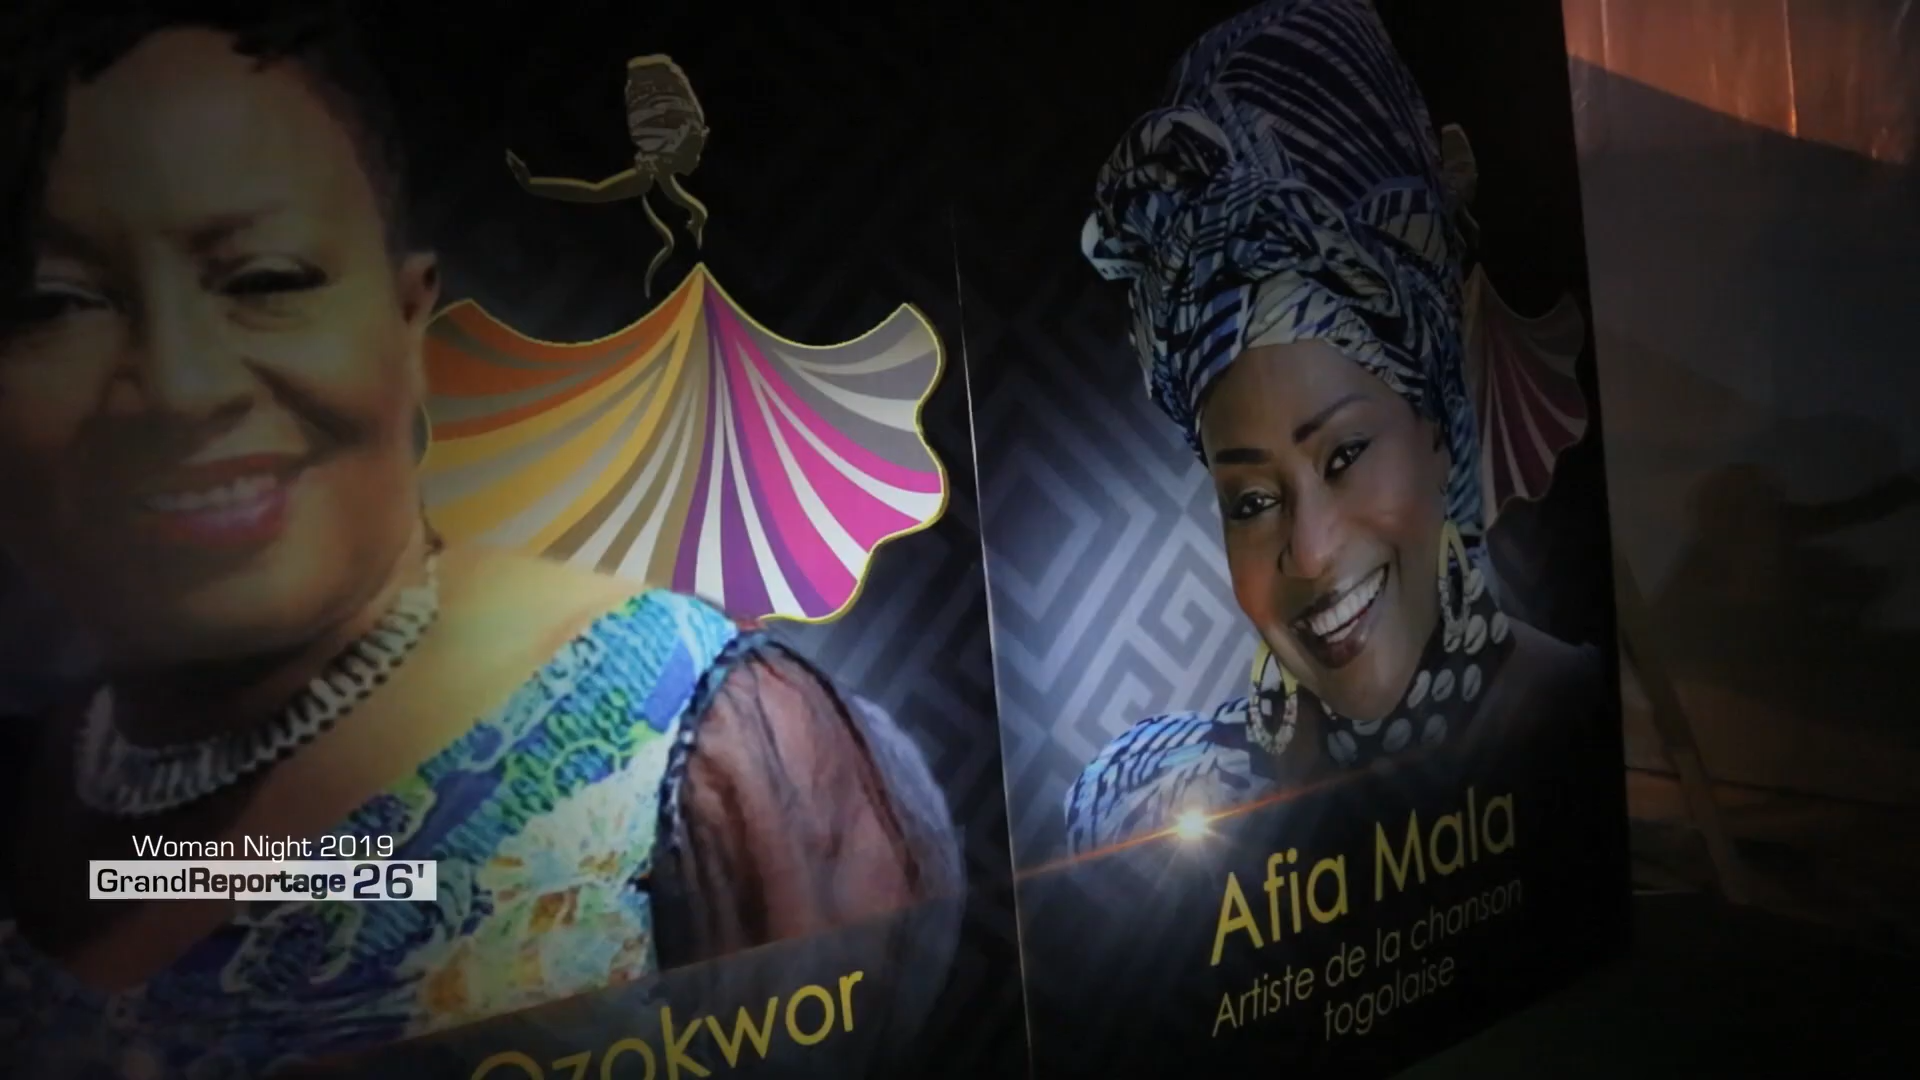 Woman Night 2019
GrandReportage 26'
Ozokwor
Afia Mala
Artiste de la chanson
togolaise